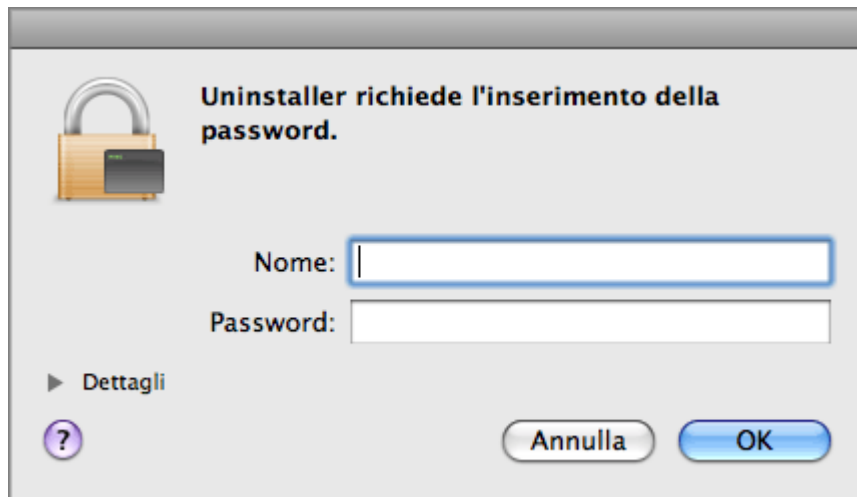 Uninstaller richiede l'inserimento della
password.
Nome:
Password:
Dettagli
?
Annulla
OK